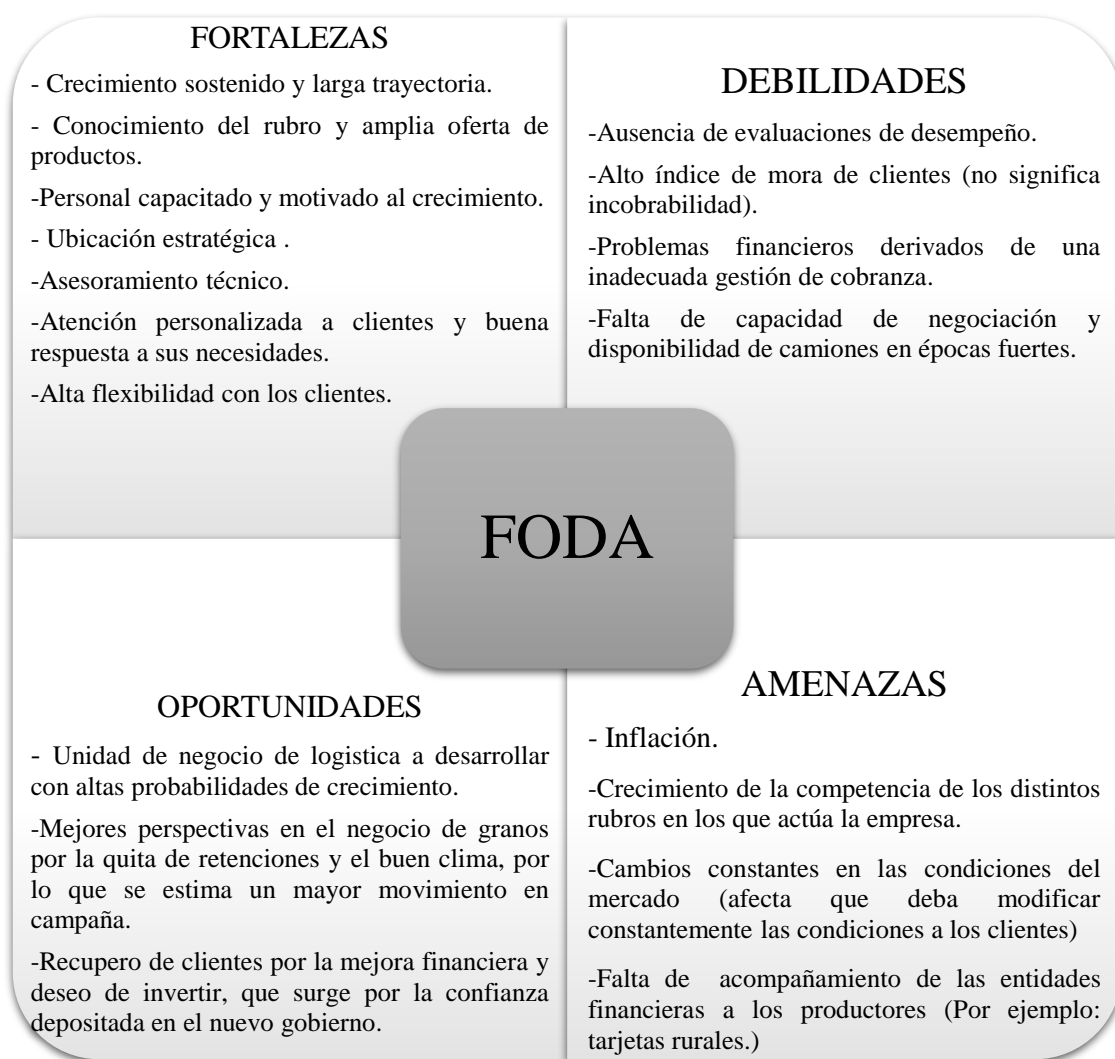 FORTALEZAS
- Crecimiento sostenido y larga trayectoria.
- Conocimiento del rubro y amplia oferta de
productos.
-Personal capacitado y motivado al crecimiento.
- Ubicación estratégica .
-Asesoramiento técnico.
-Atención personalizada a clientes y buena
respuesta a sus necesidades.
-Alta flexibilidad con los clientes.
DEBILIDADES
-Ausencia de evaluaciones de desempeño.
-Alto índice de mora de clientes (no significa
incobrabilidad).
-Problemas financieros derivados de una
inadecuada gestión de cobranza.
-Falta de capacidad de negociación y
disponibilidad de camiones en épocas fuertes.
FODA
OPORTUNIDADES
- Unidad de negocio de logistica a desarrollar
con altas probabilidades de crecimiento.
-Mejores perspectivas en el negocio de granos
por la quita de retenciones y el buen clima, por
lo que se estima un mayor movimiento en
campaña.
-Recupero de clientes por la mejora financiera y
deseo de invertir, que surge por la confianza
depositada en el nuevo gobierno.
AMENAZAS
- Inflación.
-Crecimiento de la competencia de los distintos
rubros en los que actúa la empresa.
-Cambios constantes en las condiciones del
mercado (afecta que deba modificar
constantemente las condiciones a los clientes)
-Falta de acompañamiento de las entidades
financieras a los productores (Por ejemplo:
tarjetas rurales.)